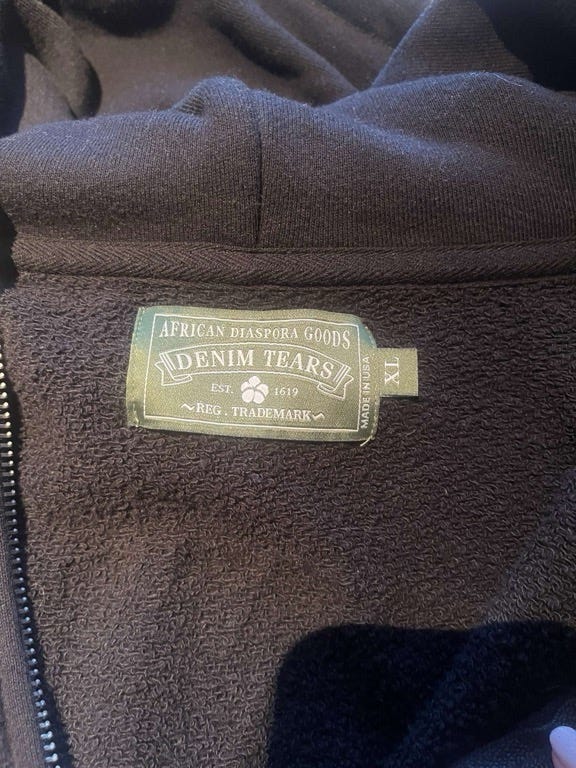 AFRICAN DIASPORA GOODS
DENIM TEARS
EST. 1619
~REG. TRADEMARK~
MADE IN USA
XL